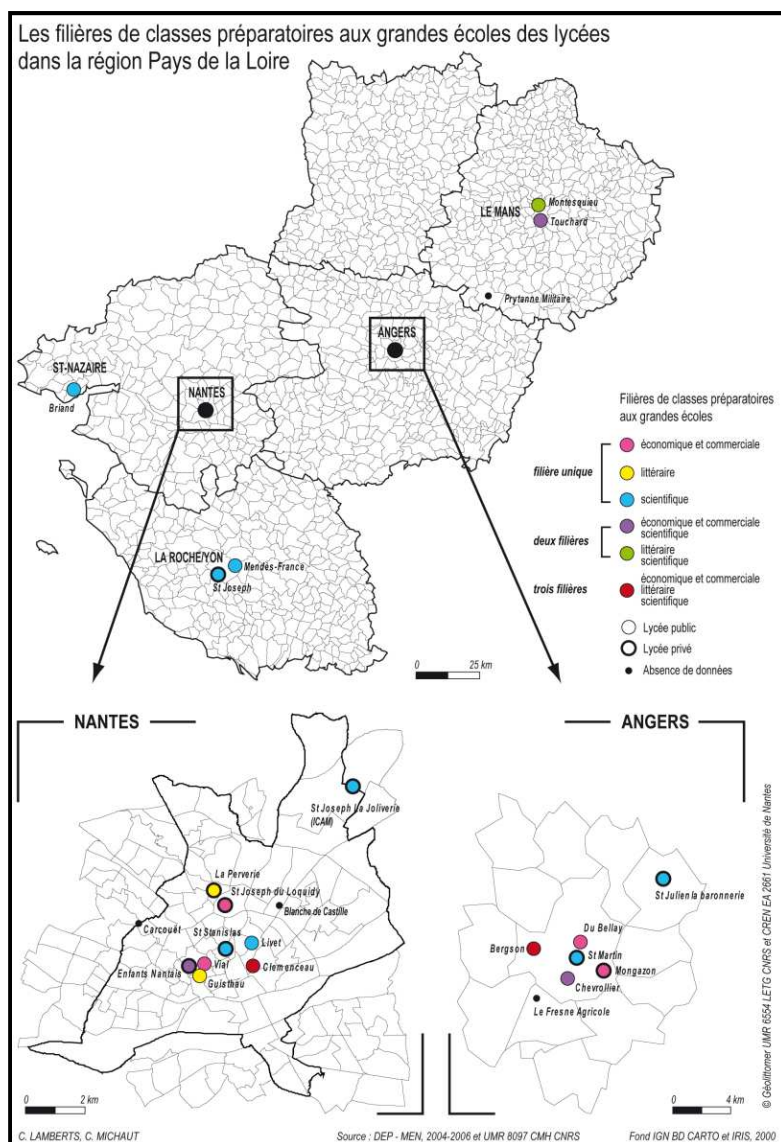 Les filières de classes préparatoires aux grandes écoles des lycées
dans la région Pays de la Loire
LE MANS
Montesquieu
Touchard
Prytanne Militaire
ANGERS
ST-NAZAIRE
Briand
NANTES
LA ROCHE/YON
Mendès-France
St Joseph
Filières de classes préparatoires
aux grandes écoles
filière unique
économique et commerciale
littéraire
scientifique
deux filières
économique et commerciale
scientifique
littéraire
scientifique
trois filières
économique et commerciale
littéraire
scientifique
Lycée public
Lycée privé
Absence de données
0 25 km
NANTES
St Joseph La Joliverie
(ICAM)
La Perverie
St Joseph du Loquidy
Blanche de Castille
Carcouët
St Stanislas
Livet
Enfants Nantais
Vial
Clemenceau
Guisthau
0 2 km
ANGERS
St Julien la baronnerie
Du Bellay
Bergson
St Martin
Mongazon
Chevrollier
Le Fresne Agricole
0 4 km
© Géolittomer UMR 6554 LETG CNRS et CREN EA 2661 Université de Nantes
C. LAMBERTS, C. MICHAUT
Source : DEP - MEN, 2004-2006 et UMR 8097 CMH CNRS
Fond IGN BD CARTO et IRIS, 2000